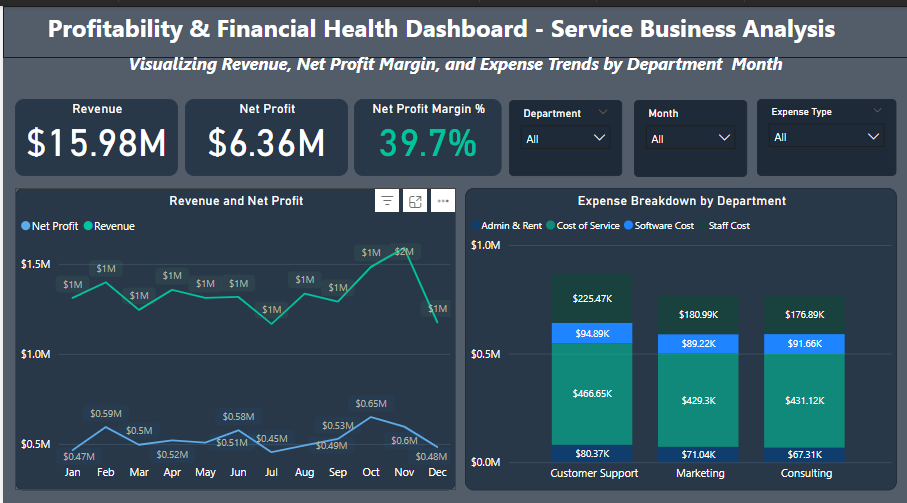 Profitability & Financial Health Dashboard - Service Business Analysis
Visualizing Revenue, Net Profit Margin, and Expense Trends by Department Month
Revenue
$15.98M
Net Profit
$6.36M
Net Profit Margin %
39.7%
Department
All
Month
All
Expense Type
All
Revenue and Net Profit
Net Profit Revenue
$1.5M
$1.0M
$0.5M
$1M $1M $1M $1M $1M $1M $1M $1M $1M $1M $2M $1M
$0.47M $0.59M $0.5M $0.52M $0.51M $0.58M $0.45M $0.49M $0.53M $0.65M $0.6M $0.48M
Jan Feb Mar Apr May Jun Jul Aug Sep Oct Nov Dec
Expense Breakdown by Department
Admin & Rent Cost of Service Software Cost Staff Cost
$1.0M
$0.5M
$0.0M
$225.47K $180.99K $176.89K
$94.89K $89.22K $91.66K
$466.65K $429.3K $431.12K
$80.37K $71.04K $67.31K
Customer Support Marketing Consulting